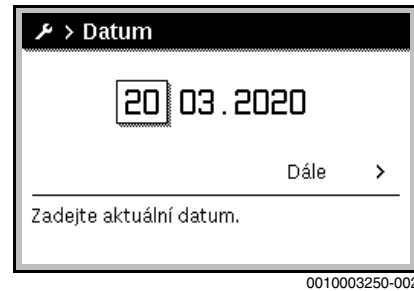 > Datum
20 03.2020
Dále >
Zadejte aktuální datum.
0010003250-002